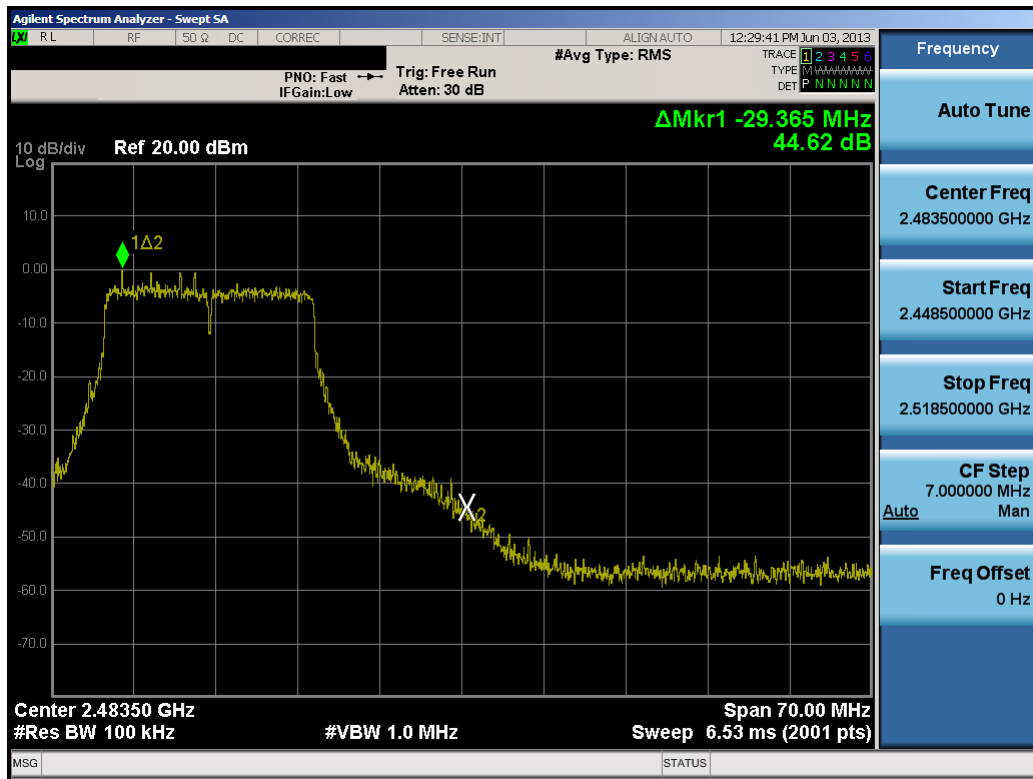 Agilent Spectrum Analyzer - Swept SA
LXI RL RF 50 Ω DC CORREC SENSE:INT ALIGN AUTO 12:29:41 PM Jun 03, 2013
Frequency
#Avg Type: RMS
TRACE 1 2 3 4 5 6
PNO: Fast Trig: Free Run
TYPE M W W W W W
IFGain:Low Atten: 30 dB
DET P N N N N N
Auto Tune
ΔMkr1 -29.365 MHz
44.62 dB
10 dB/div Ref 20.00 dBm
Log
10.0
0.00
-10.0
-20.0
-30.0
-40.0
-50.0
-60.0
-70.0
1Δ2
2
Center Freq
2.483500000 GHz
Start Freq
2.448500000 GHz
Stop Freq
2.518500000 GHz
CF Step
7.000000 MHz
Auto Man
Freq Offset
0 Hz
Center 2.48350 GHz Span 70.00 MHz
#Res BW 100 kHz #VBW 1.0 MHz Sweep 6.53 ms (2001 pts)
MSG STATUS